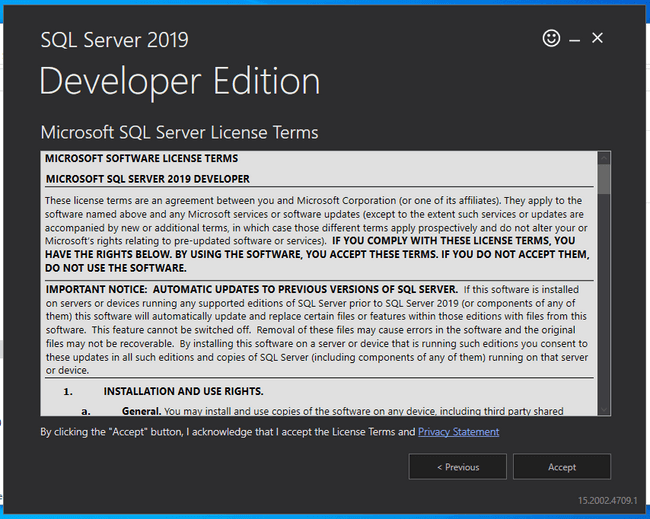 SQL Server 2019
Developer Edition
Microsoft SQL Server License Terms
MICROSOFT SOFTWARE LICENSE TERMS
MICROSOFT SQL SERVER 2019 DEVELOPER
These license terms are an agreement between you and Microsoft Corporation (or one of its affiliates). They apply to the
software named above and any Microsoft services or software updates (except to the extent such services or updates are
accompanied by new or additional terms, in which case those different terms apply prospectively and do not alter your or
Microsoft's rights relating to pre-updated software or services). IF YOU COMPLY WITH THESE LICENSE TERMS, YOU
HAVE THE RIGHTS BELOW. BY USING THE SOFTWARE, YOU ACCEPT THESE TERMS. IF YOU DO NOT ACCEPT THEM,
DO NOT USE THE SOFTWARE.
IMPORTANT NOTICE: AUTOMATIC UPDATES TO PREVIOUS VERSIONS OF SQL SERVER. If this software is installed
on servers or devices running any supported editions of SQL Server prior to SQL Server 2019 (or components of any of
them) this software will automatically update and replace certain files or features within those editions with files from this
software. This feature cannot be switched off. Removal of these files may cause errors in the software and the original
files may not be recoverable. By installing this software on a server or device that is running such editions you consent to
these updates in all such editions and copies of SQL Server (including components of any of them) running on that server
or device.
1. INSTALLATION AND USE RIGHTS.
a. General. You may install and use copies of the software on any device, including third party shared
By clicking the "Accept" button, I acknowledge that I accept the License Terms and Privacy Statement
< Previous
Accept
15.2002.4709.1